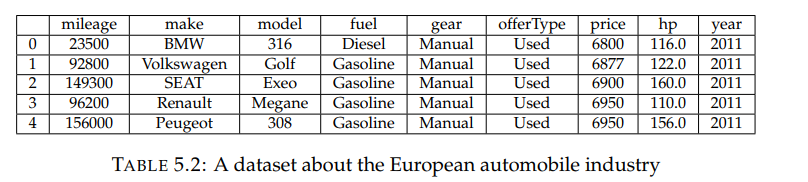 mileage make model fuel gear offerType price hp year
0 23500 BMW 316 Diesel Manual Used 6800 116.0 2011
1 92800 Volkswagen Golf Gasoline Manual Used 6877 122.0 2011
2 149300 SEAT Exeo Gasoline Manual Used 6900 160.0 2011
3 96200 Renault Megane Gasoline Manual Used 6950 110.0 2011
4 156000 Peugeot 308 Gasoline Manual Used 6950 156.0 2011
TABLE 5.2: A dataset about the European automobile industry